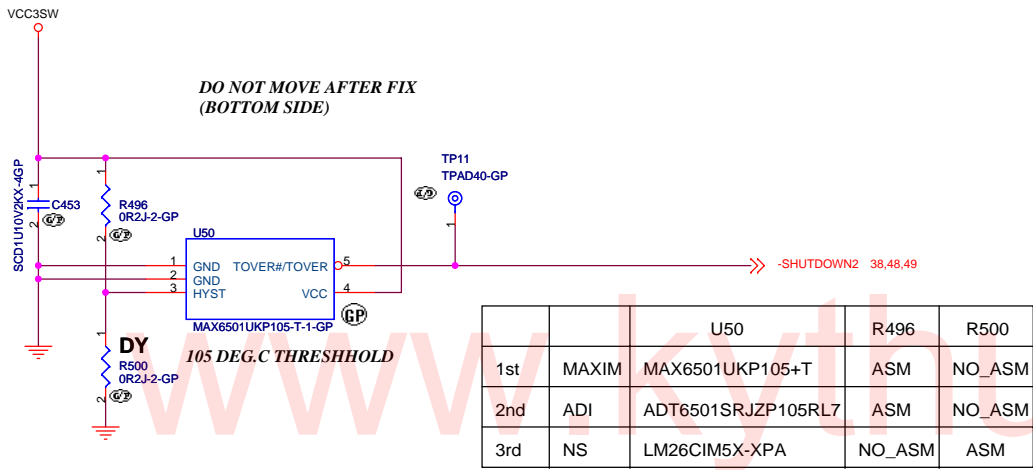 VCC3SW
DO NOT MOVE AFTER FIX
(BOTTOM SIDE)
TP11
TPAD40-GP
G/P
1
SCD1U10V2KX-4GP
1
C453
2
G/P
1
R496
0R2J-2-GP
2
G/P
U50
1 GND TOVER#/TOVER 5
2 GND
3 HYST VCC 4
MAX6501UKP105-T-1-GP
GP
-SHUTDOWN2 38,48,49
105 DEG.C THRESHHOLD
1
DY
R500
0R2J-2-GP
2
G/P
U50 R496 R500
1st MAXIM MAX6501UKP105+T ASM NO_ASM
2nd ADI ADT6501SRJZP105RL7 ASM NO_ASM
3rd NS LM26CIM5X-XPA NO_ASM ASM
www.kythu